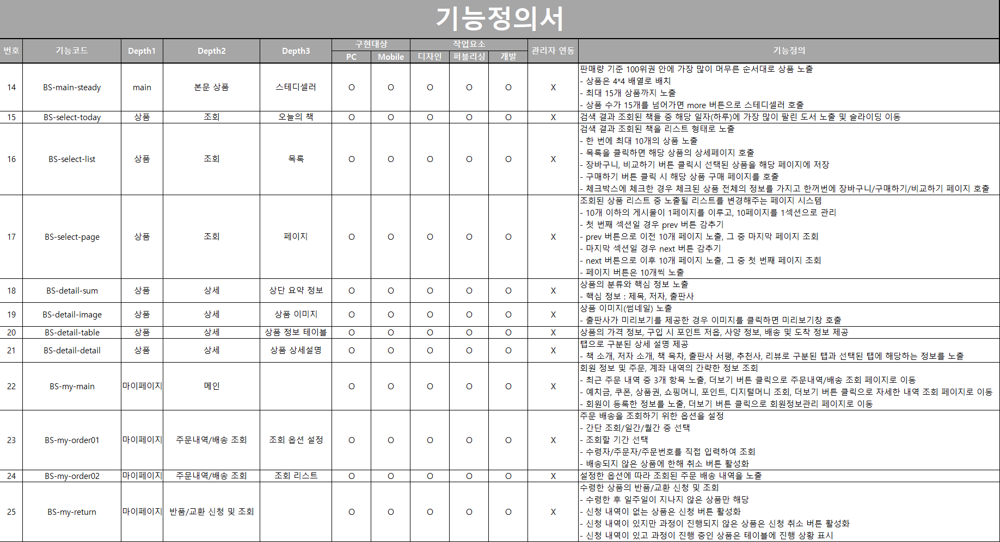 기능정의서
번호 기능코드 Depth1 Depth2 Depth3 구현대상 작업요소 관리자 연동 기능정의
PC Mobile 디자인 퍼블리싱 개발
14 BS-main-steady main 본문 상품 스테디셀러 O O O O O X
판매량 기준 100위권 안에 가장 많이 머무른 순서대로 상품 노출
- 상품은 4*4 배열로 배치
- 최대 15개 상품까지 노출
- 상품 수가 15개를 넘어가면 more 버튼으로 스테디셀러 호출
15 BS-select-today 상품 조회 오늘의 책 O O O O O X 검색 결과 조회된 책들 중 해당 일자(하루)에 가장 많이 팔린 도서 노출 및 슬라이딩 이동
16 BS-select-list 상품 조회 목록 O O O O O X
검색 결과 조회된 책을 리스트 형태로 노출
- 한 번에 최대 10개의 상품 노출
- 목록을 클릭하면 해당 상품의 상세페이지 호출
- 장바구니, 비교하기 버튼 클릭시 선택된 상품을 해당 페이지에 저장
- 구매하기 버튼 클릭 시 해당 상품 구매 페이지를 호출
- 체크박스에 체크한 경우 체크된 상품 전체의 정보를 가지고 한꺼번에 장바구니/구매하기/비교하기 페이지 호출
17 BS-select-page 상품 조회 페이지 O O O O O X
조회된 상품 리스트 중 노출될 리스트를 변경해주는 페이지 시스템
- 10개 이하의 게시물이 1페이지를 이루고, 10페이지를 1섹션으로 관리
- 첫 번째 섹션일 경우 prev 버튼 감추기
- prev 버튼으로 이전 10개 페이지 노출, 그 중 마지막 페이지 조회
- 마지막 섹션일 경우 next 버튼 감추기
- next 버튼으로 이후 10개 페이지 노출, 그 중 첫 번째 페이지 조회
- 페이지 버튼은 10개씩 노출
18 BS-detail-sum 상품 상세 상단 요약 정보 O O O O O X
상품의 분류와 핵심 정보 노출
- 핵심 정보 : 제목, 저자, 출판사
19 BS-detail-image 상품 상세 상품 이미지 O O O O O X
상품 이미지(썸네일) 노출
- 출판사가 미리보기를 제공한 경우 이미지를 클릭하면 미리보기창 호출
20 BS-detail-table 상품 상세 상품 정보 테이블 O O O O O X 상품의 가격 정보, 구입 시 포인트 저옵, 사양 정보, 배송 및 도착 정보 제공
21 BS-detail-detail 상품 상세 상품 상세설명 O O O O O X
탭으로 구분된 상세 설명 제공
- 책 소개, 저자 소개, 책 목차, 출판사 서평, 추천사, 리뷰로 구분된 탭과 선택된 탭에 해당하는 정보를 노출
22 BS-my-main 마이페이지 메인 O O O O O X
회원 정보 및 주문, 계좌 내역의 간략한 정보 조회
- 최근 주문 내역 중 3개 항목 노출, 더보기 버튼 클릭으로 주문내역/배송 조회 페이지로 이동
- 예치금, 쿠폰, 상품권, 쇼핑머니, 포인트, 디지털머니 조회, 더보기 버튼 클릭으로 자세한 내역 조회 페이지로 이동
- 회원이 등록한 정보를 노출, 더보기 버튼 클릭으로 회원정보관리 페이지로 이동
23 BS-my-order01 마이페이지 주문내역/배송 조회 조회 옵션 설정 O O O O O X
주문 배송을 조회하기 위한 옵션을 설정
- 간단 조회/일간/월간 중 선택
- 조회할 기간 선택
- 수령자/주문자/주문번호를 직접 입력하여 조회
- 배송되지 않은 상품에 한해 취소 버튼 활성화
24 BS-my-order02 마이페이지 주문내역/배송 조회 조회 리스트 O O O O O X 설정한 옵션에 따라 조회된 주문 배송 내역을 노출
25 BS-my-return 마이페이지 반품/교환 신청 및 조회 O O O O O X
수령한 상품의 반품/교환 신청 및 조회
- 수령한 후 일주일이 지나지 않은 상품만 해당
- 신청 내역이 없는 상품은 신청 버튼 활성화
- 신청 내역이 있지만 과정이 진행되지 않은 상품은 신청 취소 버튼 활성화
- 신청 내역이 있고 과정이 진행 중인 상품은 테이블에 진행 상황 표시